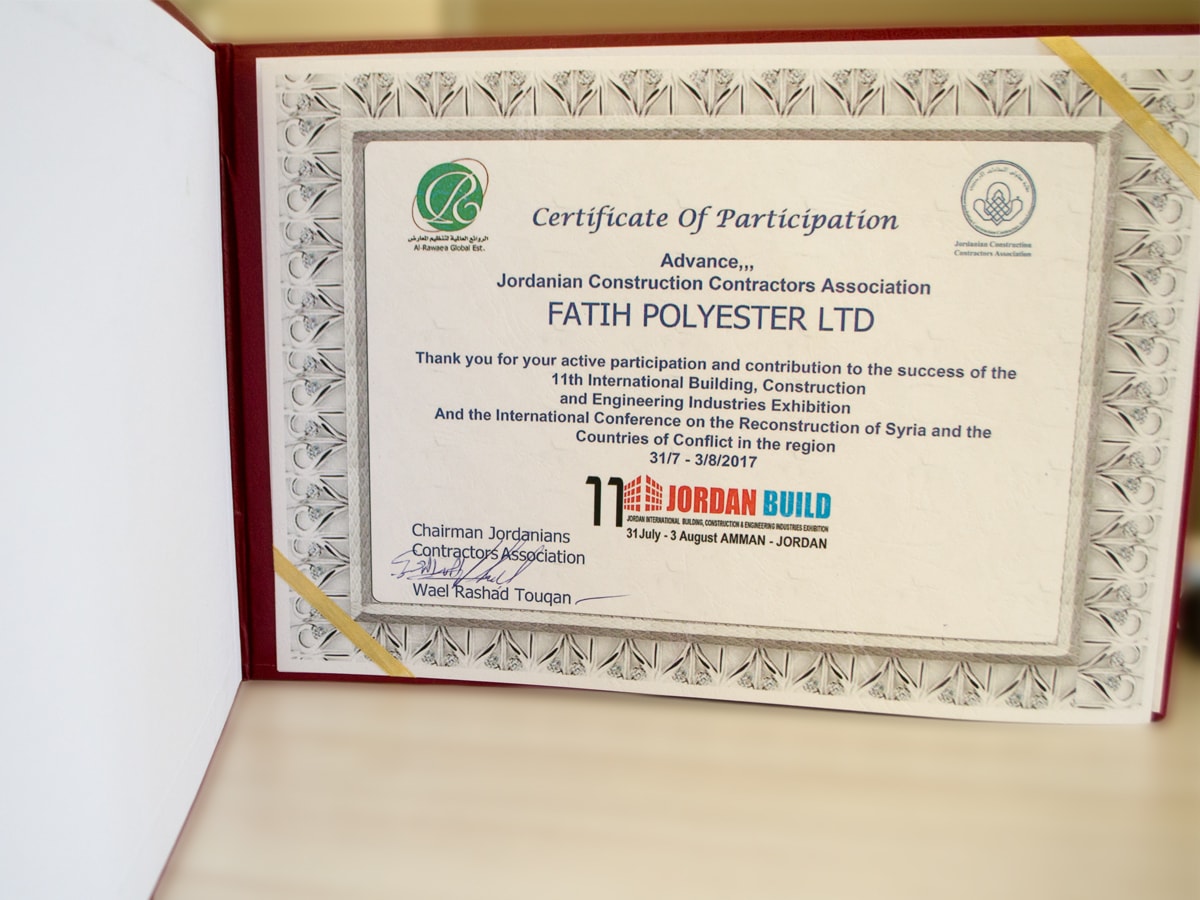 الروائع العالمية لتنظيم المعارض
Al-Rawaea Global Est.
Jordanian Construction
Contractors Association
Certificate Of Participation
Advance,,,
Jordanian Construction Contractors Association
FATIH POLYESTER LTD
Thank you for your active participation and contribution to the success of the
11th International Building, Construction
and Engineering Industries Exhibition
And the International Conference on the Reconstruction of Syria and the
Countries of Conflict in the region
31/7 - 3/8/2017
11 JORDAN BUILD
JORDAN INTERNATIONAL BUILDING, CONSTRUCTION & ENGINEERING INDUSTRIES EXHIBITION
31July - 3 August AMMAN - JORDAN
Chairman Jordanians
Contractors Association
Wael Rashad Touqan